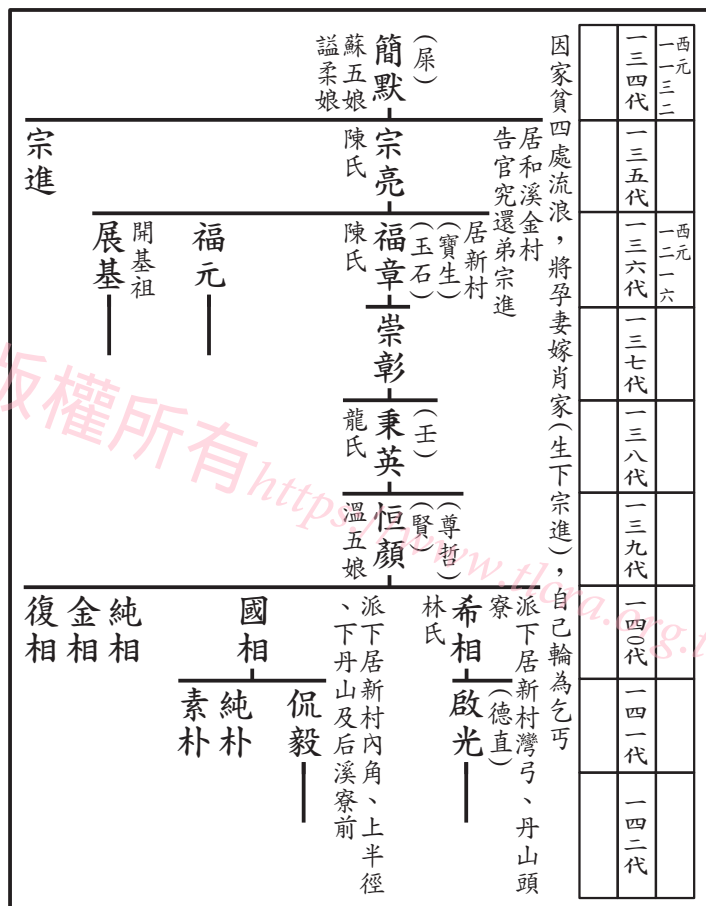 西元一一三二
西元一二一六
一三四代
一三五代
一三六代
一三七代
一三八代
一三九代
一四〇代
一四一代
一四二代
因家貧四處流浪，將孕妻嫁肖家(生下宗進)，自己輪為乞丐
(屎)
簡默
蘇五娘
謚柔娘
居和溪金村
告官究還弟宗進
宗亮
陳氏
宗進
居新村
(寶生)
(玉石)
福章
陳氏
福元
開基祖
展基
崇彰
(壬)
秉英
龍氏
(尊哲)
(賢)
恒顏
溫五娘
派下居新村灣弓、丹山頭
寮
希相
林氏
派下居新村內角、上半徑
、下丹山及后溪寮前
國相
純相
金相
復相
(德直)
啟光
侃毅
純朴
素朴
版權所有https://www.tlcra.org.t